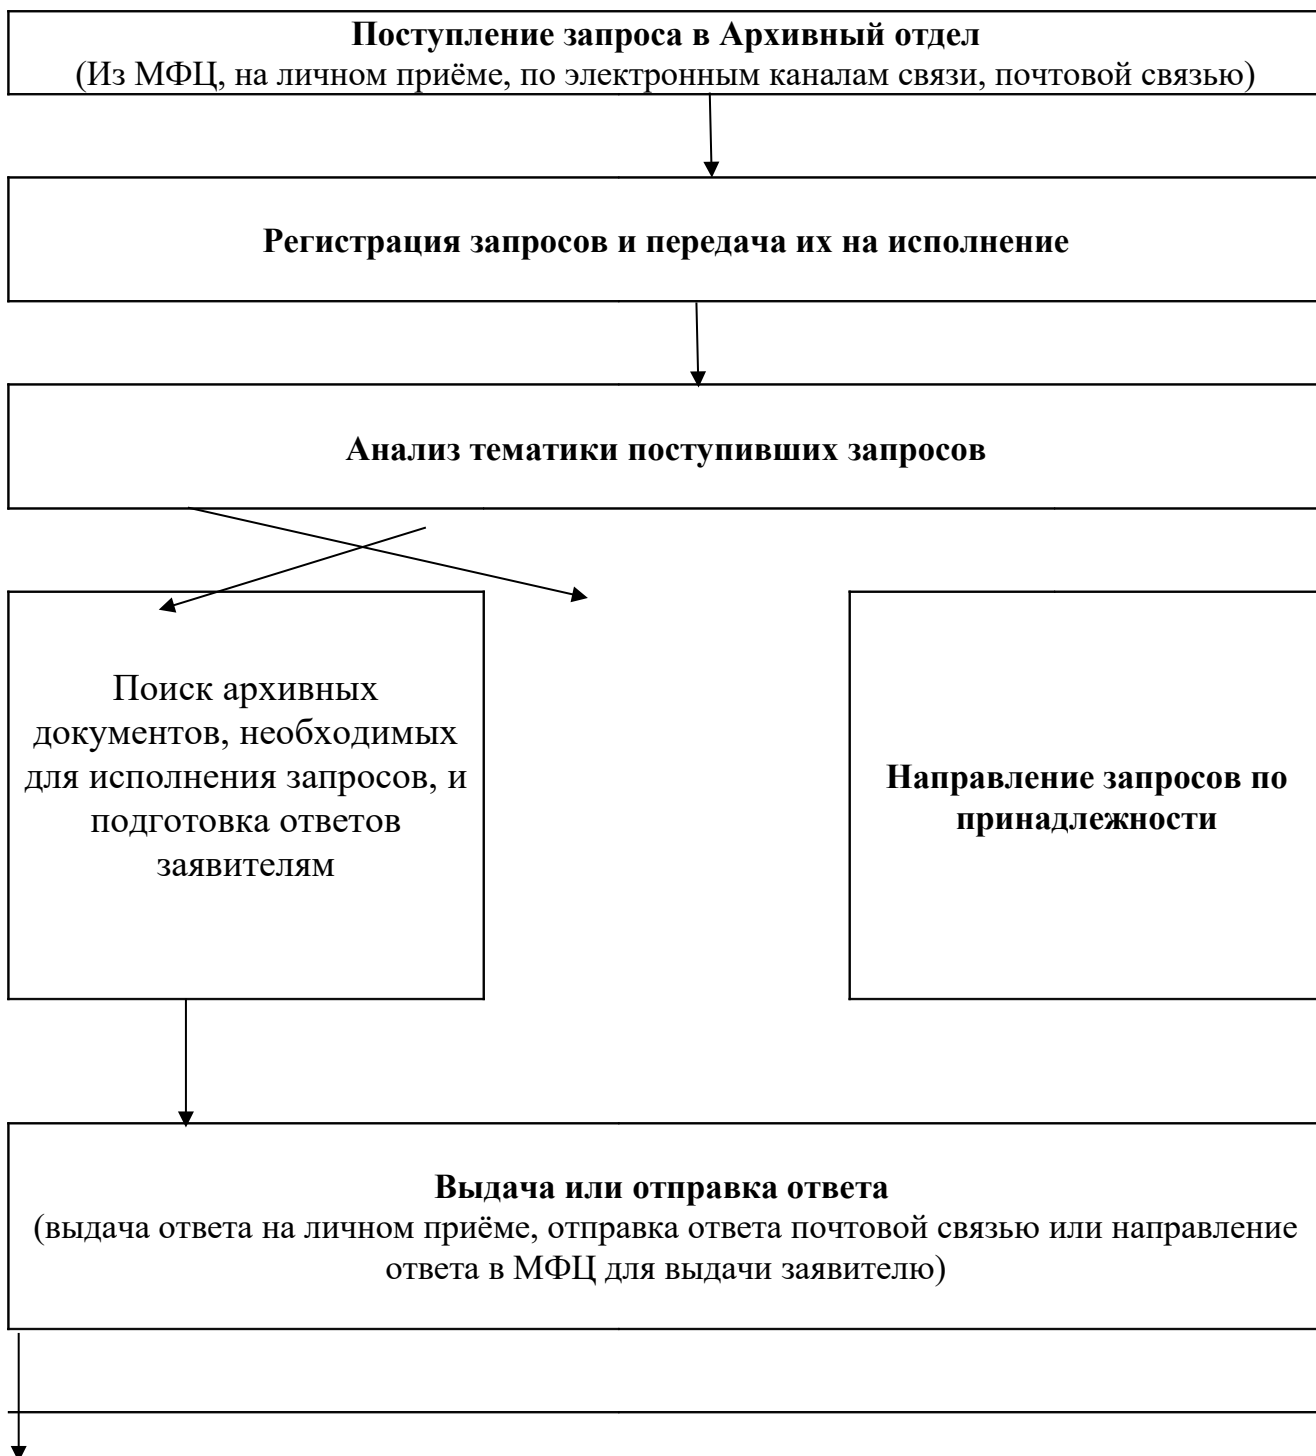 Поступление запроса в Архивный отдел
(Из МФЦ, на личном приёме, по электронным каналам связи, почтовой связью)
Регистрация запросов и передача их на исполнение
Анализ тематики поступивших запросов
Поиск архивных
документов, необходимых
для исполнения запросов, и
подготовка ответов
заявителям
Направление запросов по
принадлежности
Выдача или отправка ответа
(выдача ответа на личном приёме, отправка ответа почтовой связью или направление
ответа в МФЦ для выдачи заявителю)